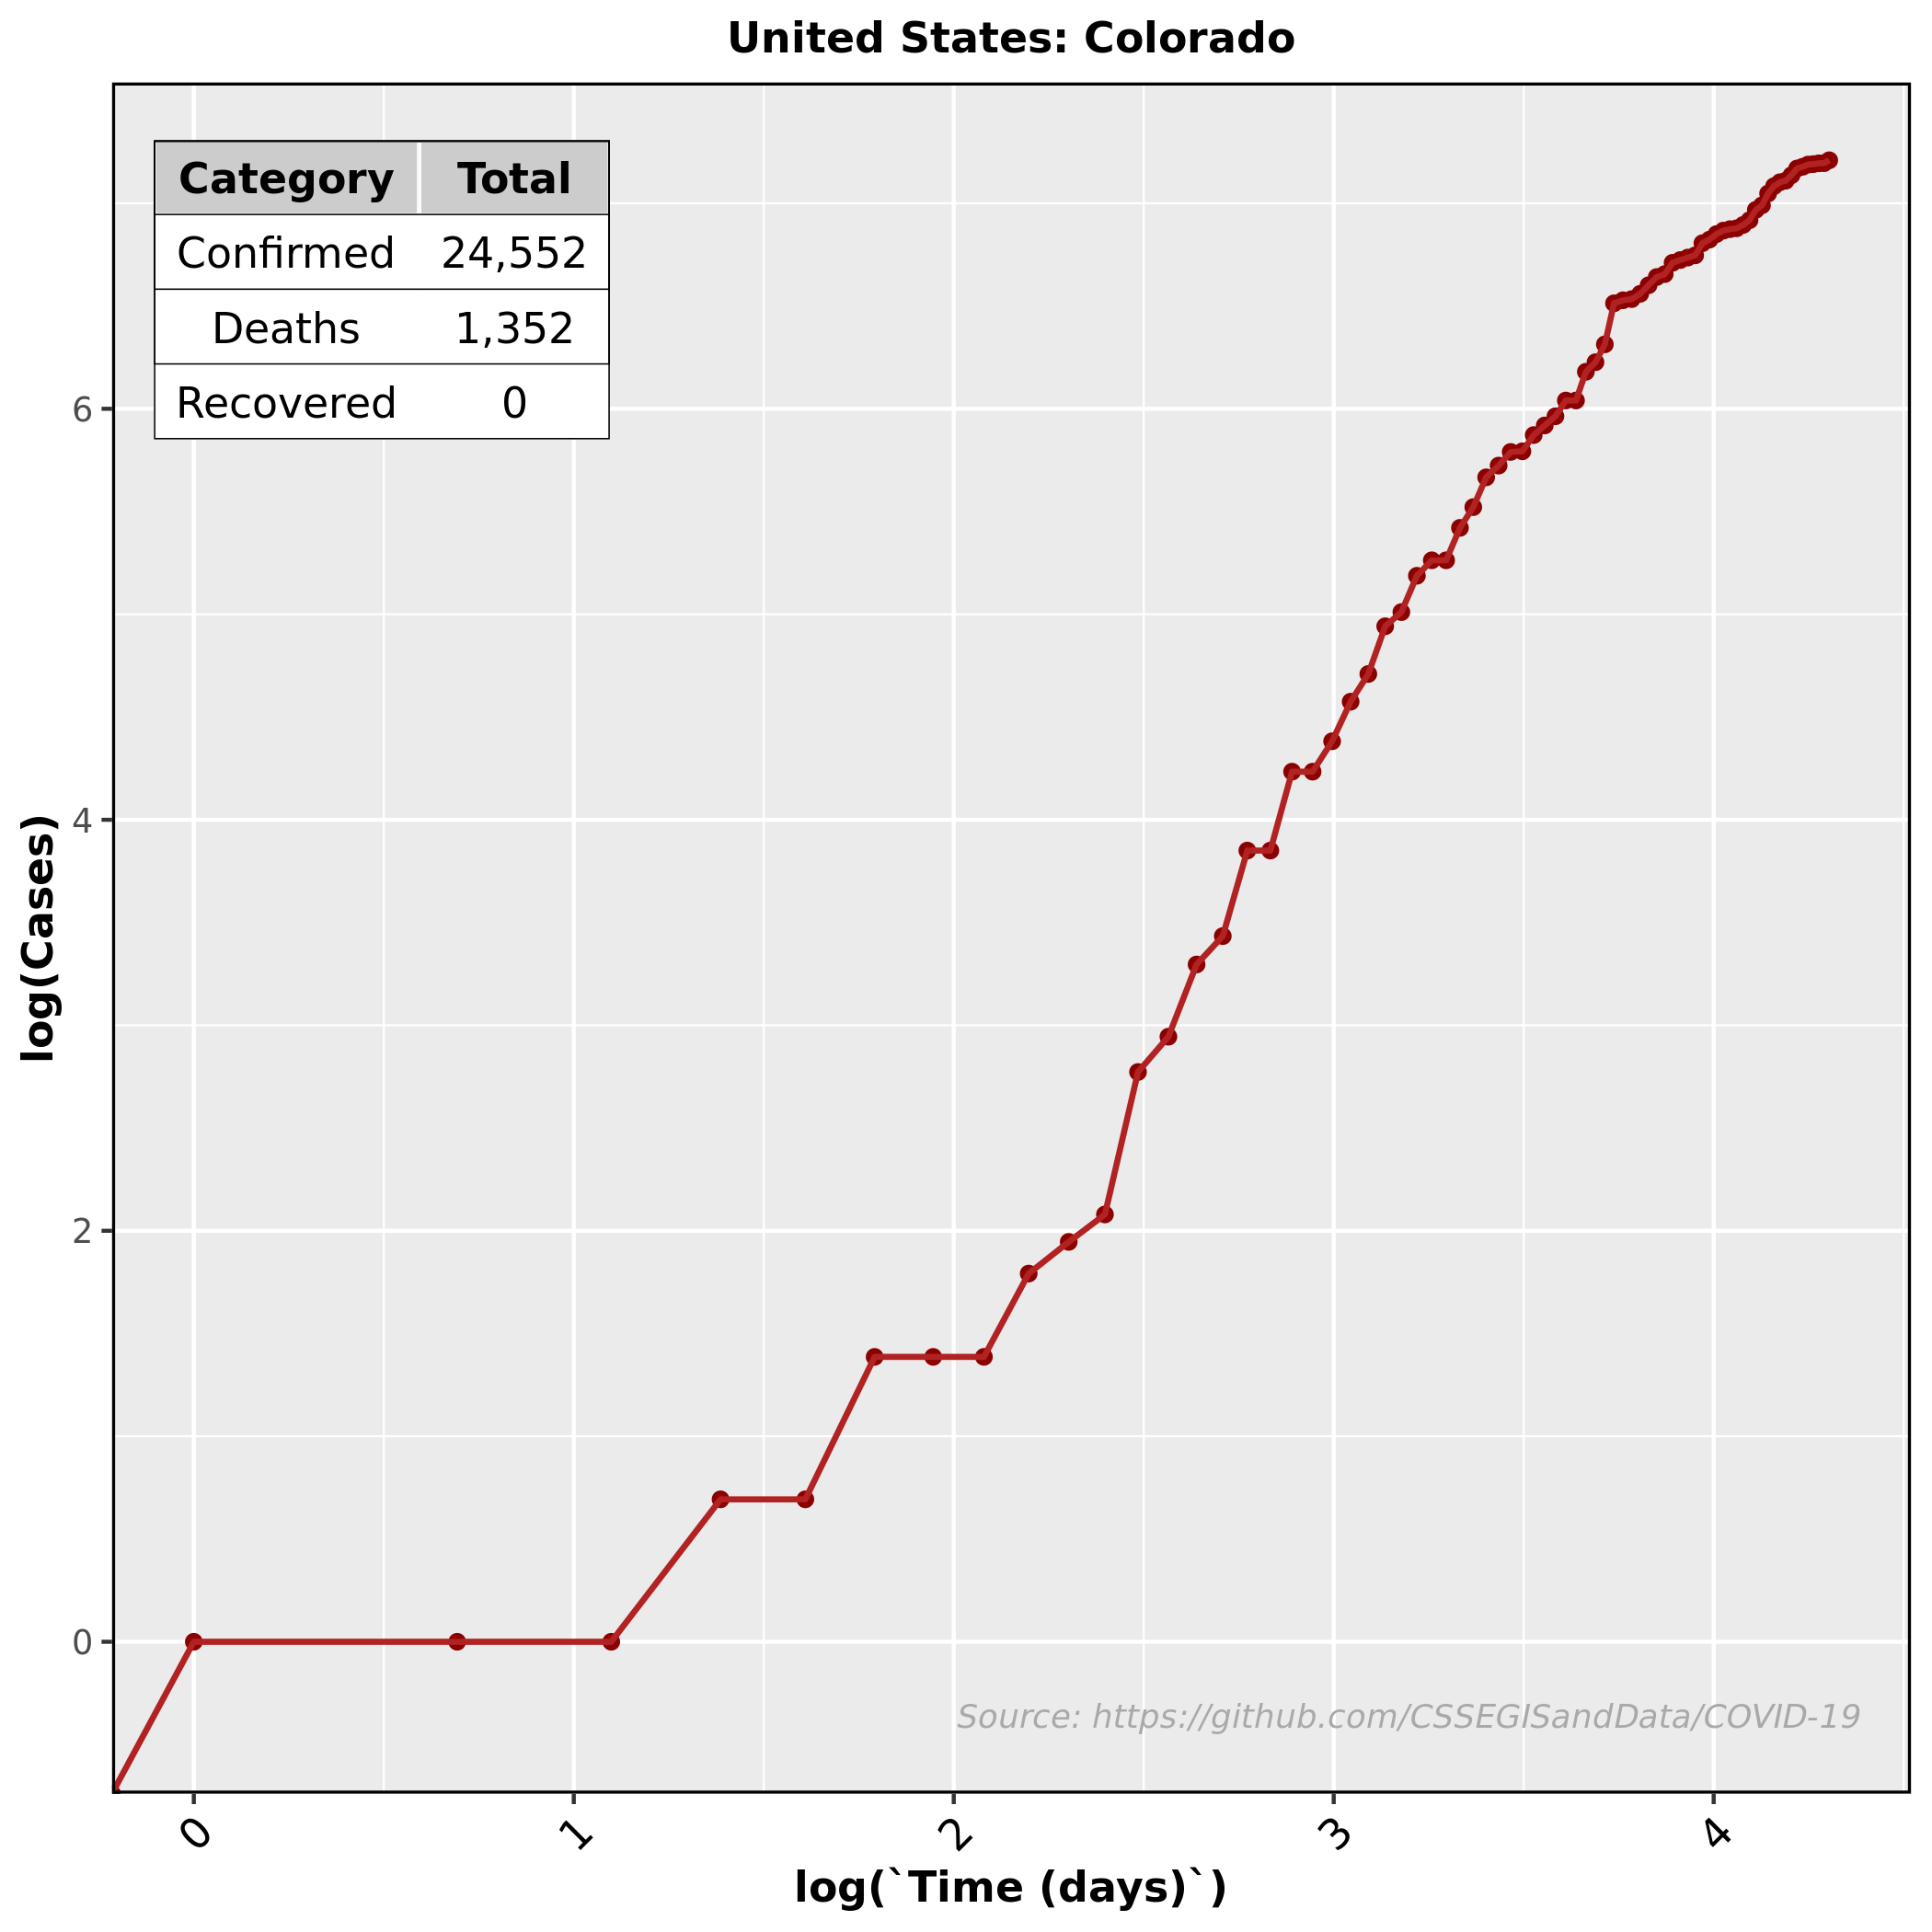 United States: Colorado
Category Total
Confirmed 24,552
Deaths 1,352
Recovered 0
6
4
2
0
log(Cases)
Source: https://github.com/CSSEGISandData/COVID-19
0 1 2 3 4
log(`Time (days)`)